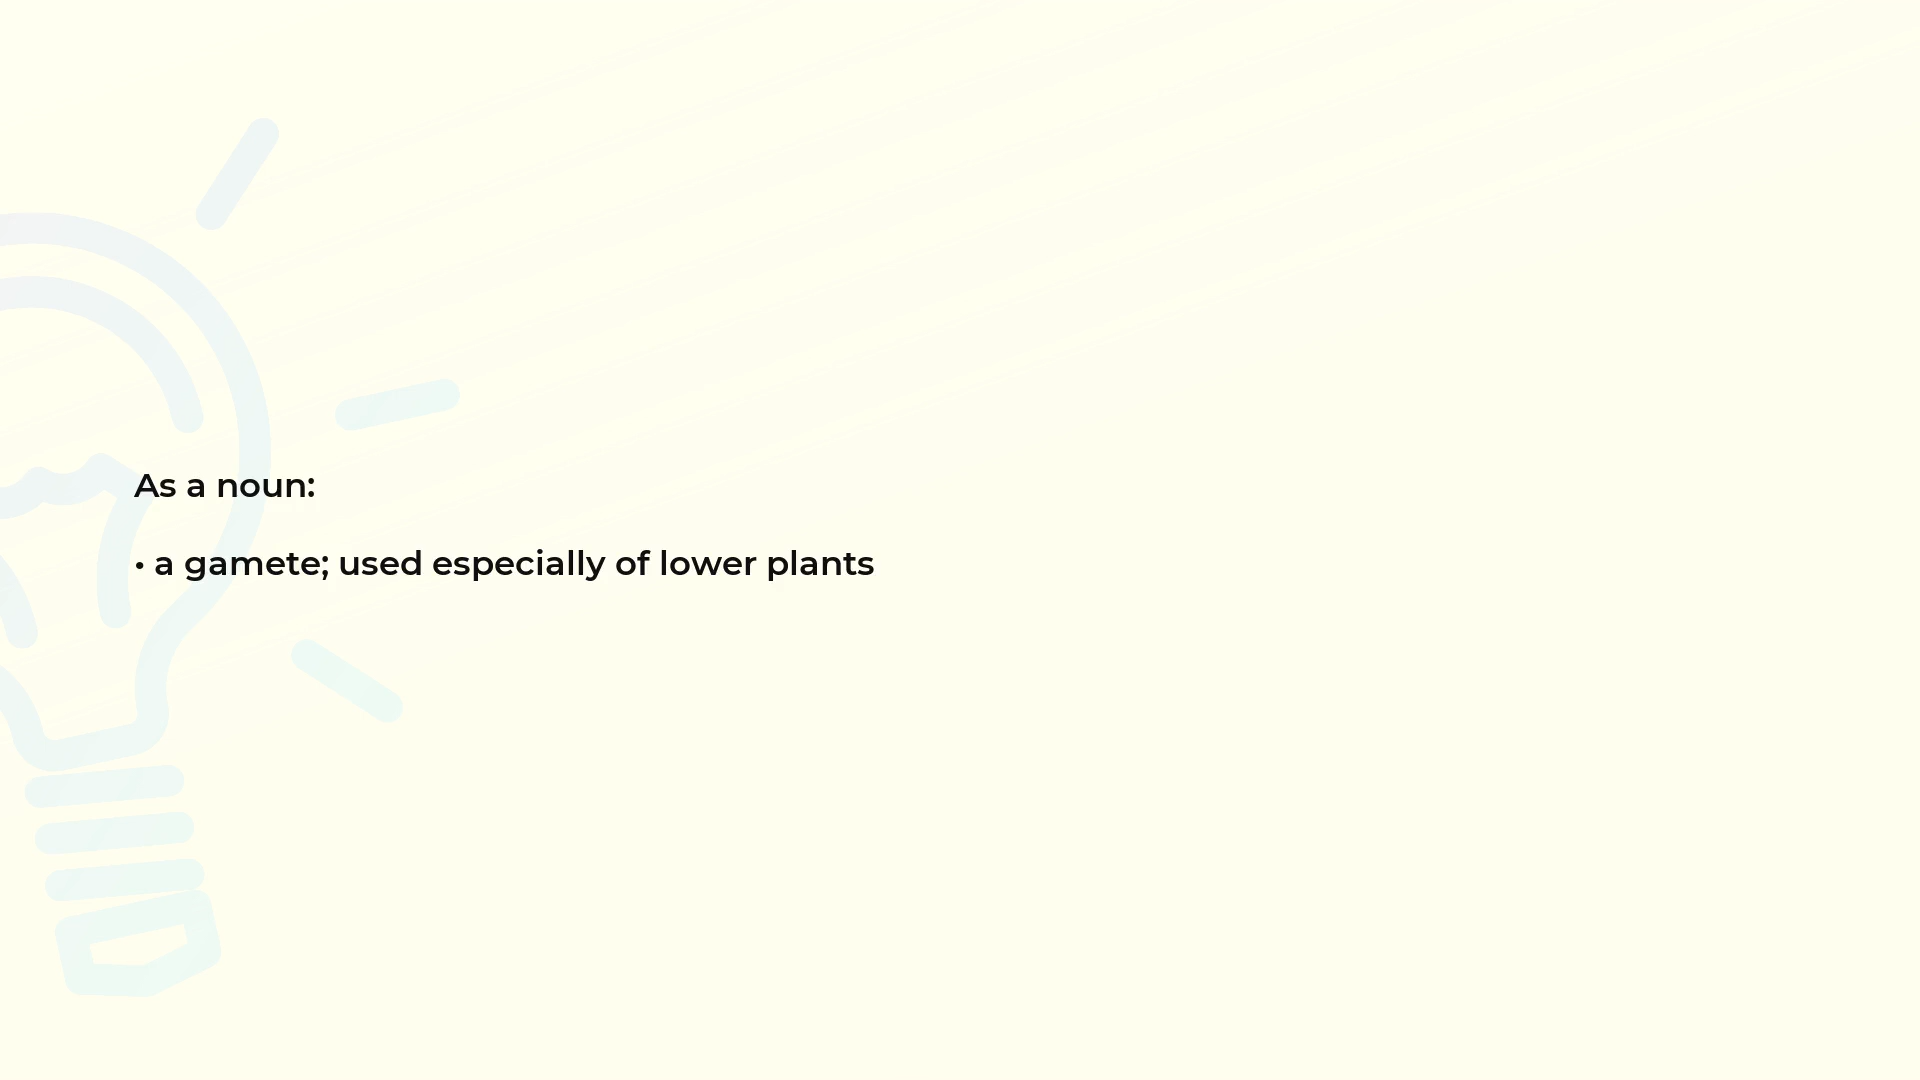 As a noun:
• a gamete; used especially of lower plants